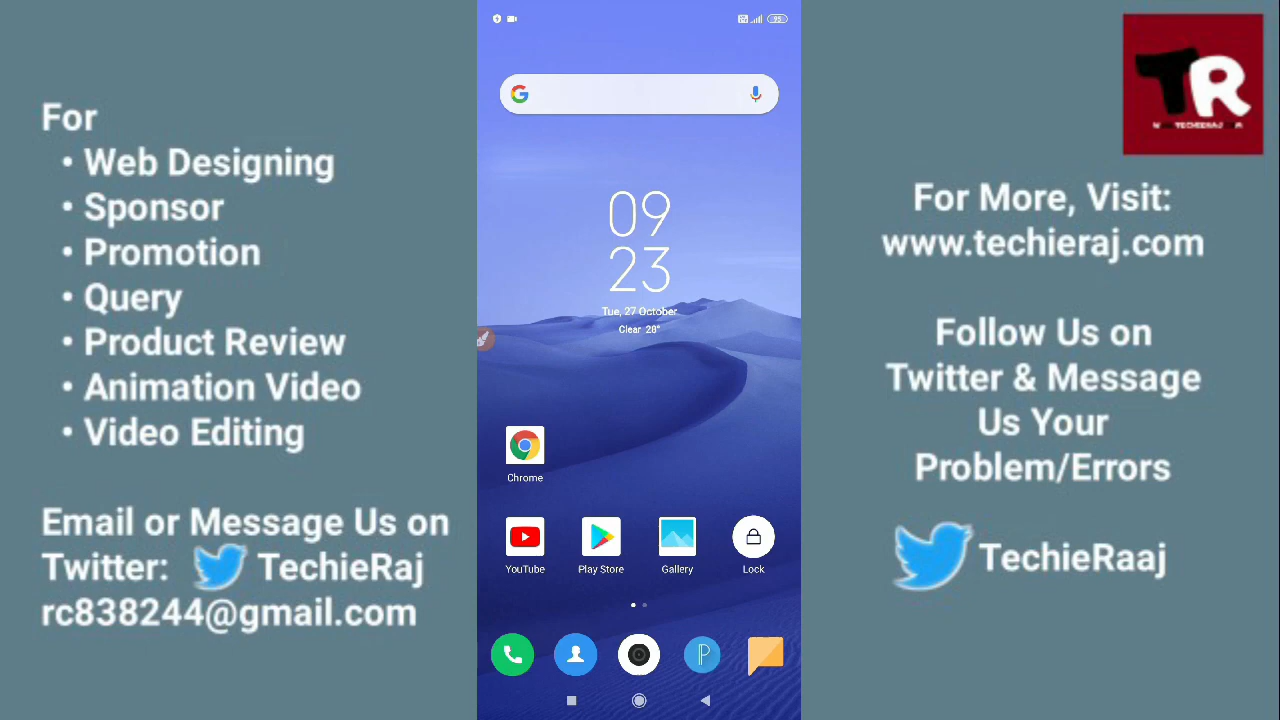 For
• Web Designing
• Sponsor
• Promotion
• Query
• Product Review
• Animation Video
• Video Editing
Email or Message Us on
Twitter: TechieRaj
rc838244@gmail.com
95
09
23
Tue, 27 October
Clear 28°
Chrome
YouTube
Play Store
Gallery
Lock
TR
For More, Visit:
www.techieraj.com
Follow Us on
Twitter & Message
Us Your
Problem/Errors
TechieRaaj